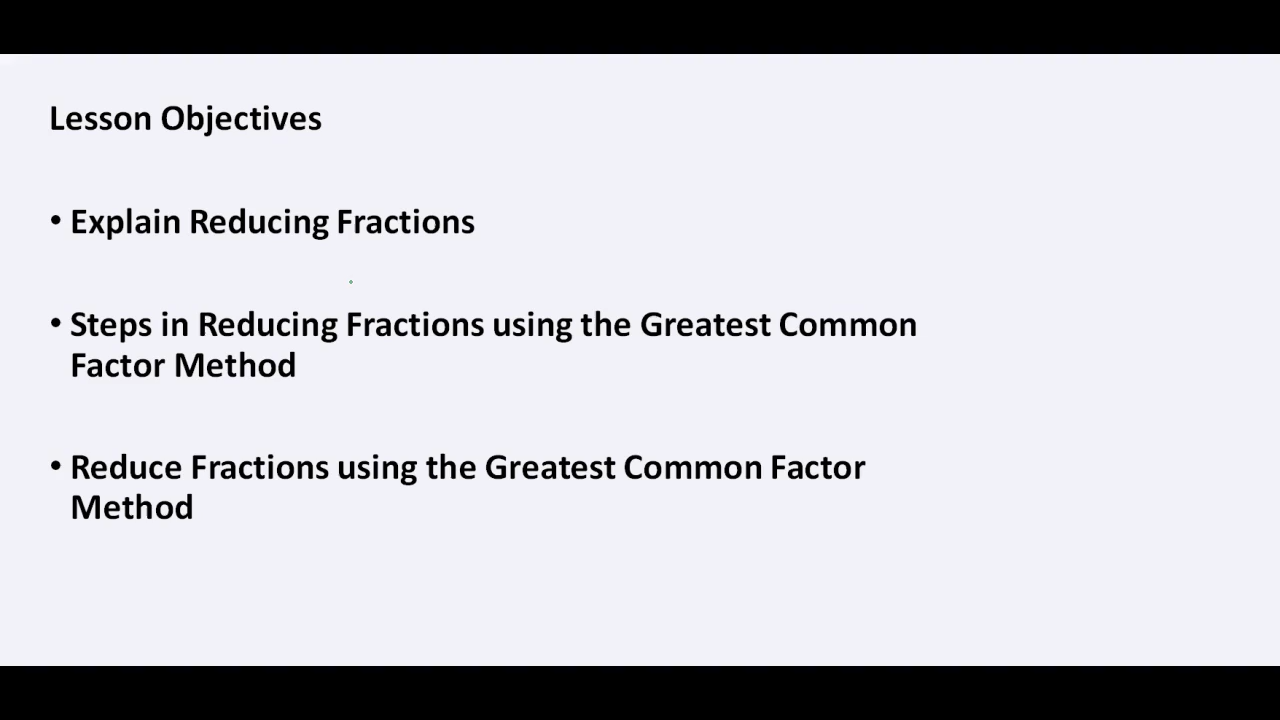 Lesson Objectives
• Explain Reducing Fractions
• Steps in Reducing Fractions using the Greatest Common
Factor Method
• Reduce Fractions using the Greatest Common Factor
Method